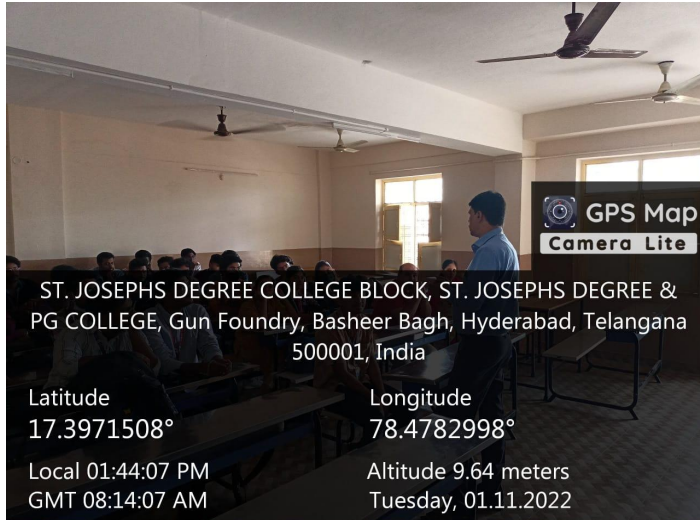 GPS Map
Camera Lite
ST. JOSEPHS DEGREE COLLEGE BLOCK, ST. JOSEPHS DEGREE &
PG COLLEGE, Gun Foundry, Basheer Bagh, Hyderabad, Telangana
500001, India
Latitude
17.3971508°
Longitude
78.4782998°
Local 01:44:07 PM
GMT 08:14:07 AM
Altitude 9.64 meters
Tuesday, 01.11.2022